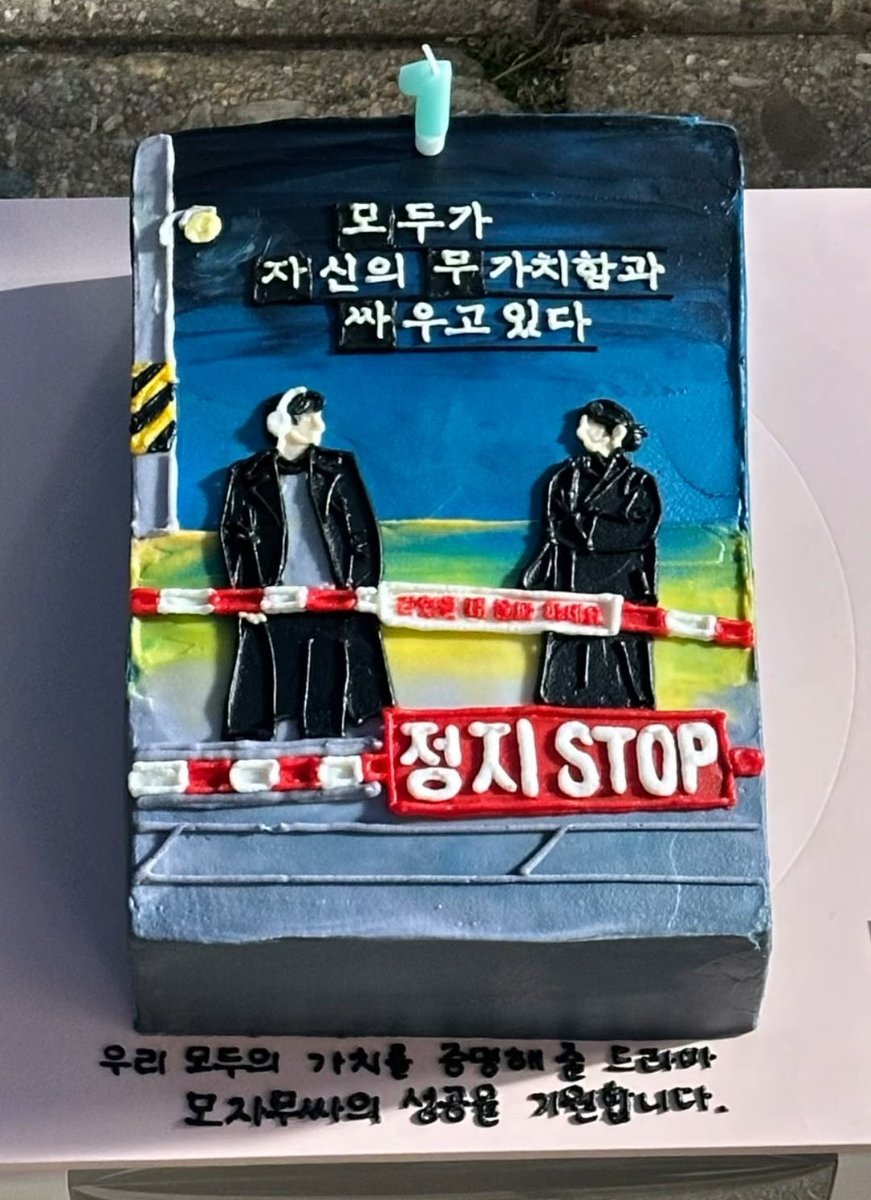 모두가
자신의 무가치함과
싸우고 있다
정지 STOP
우리 모두의 가치를 증명해 줄 드라마
모자무싸의 성공을 기원합니다.